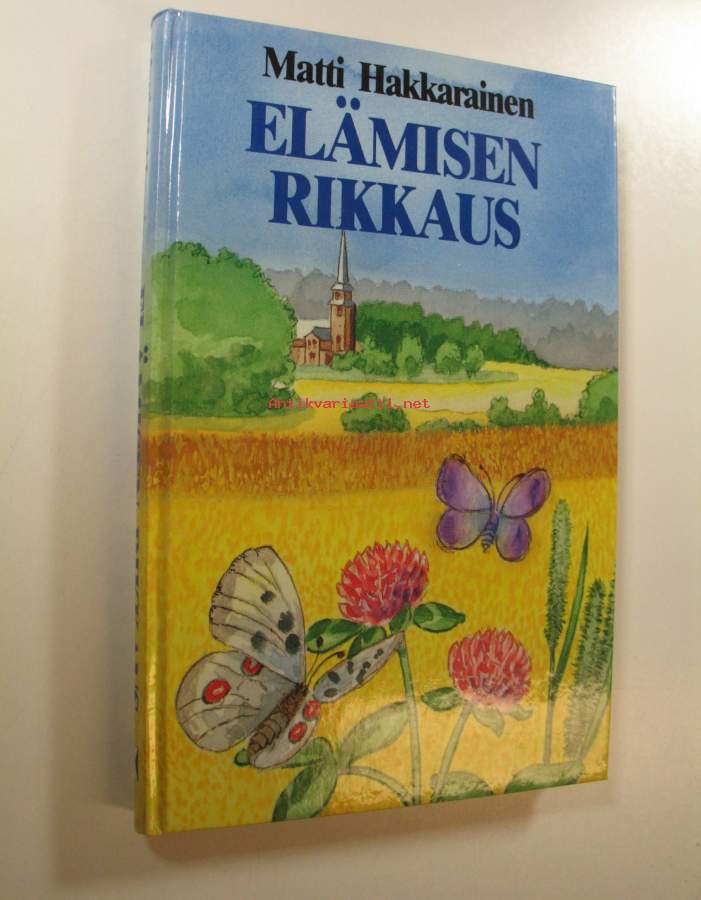 Matti Hakkarainen
ELÄMISEN
RIKKAUS
Antikvariaatti.net